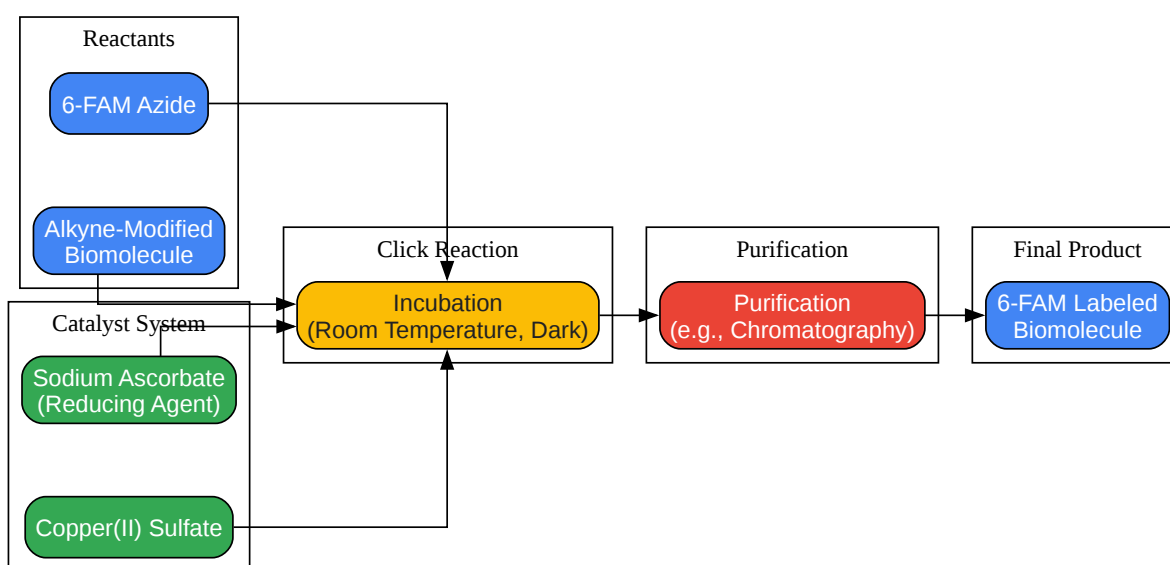 Reactants
6-FAM Azide
Alkyne-Modified
Biomolecule
Catalyst System
Sodium Ascorbate
(Reducing Agent)
Copper(II) Sulfate
Click Reaction
Incubation
(Room Temperature, Dark)
Purification
Purification
(e.g., Chromatography)
Final Product
6-FAM Labeled
Biomolecule